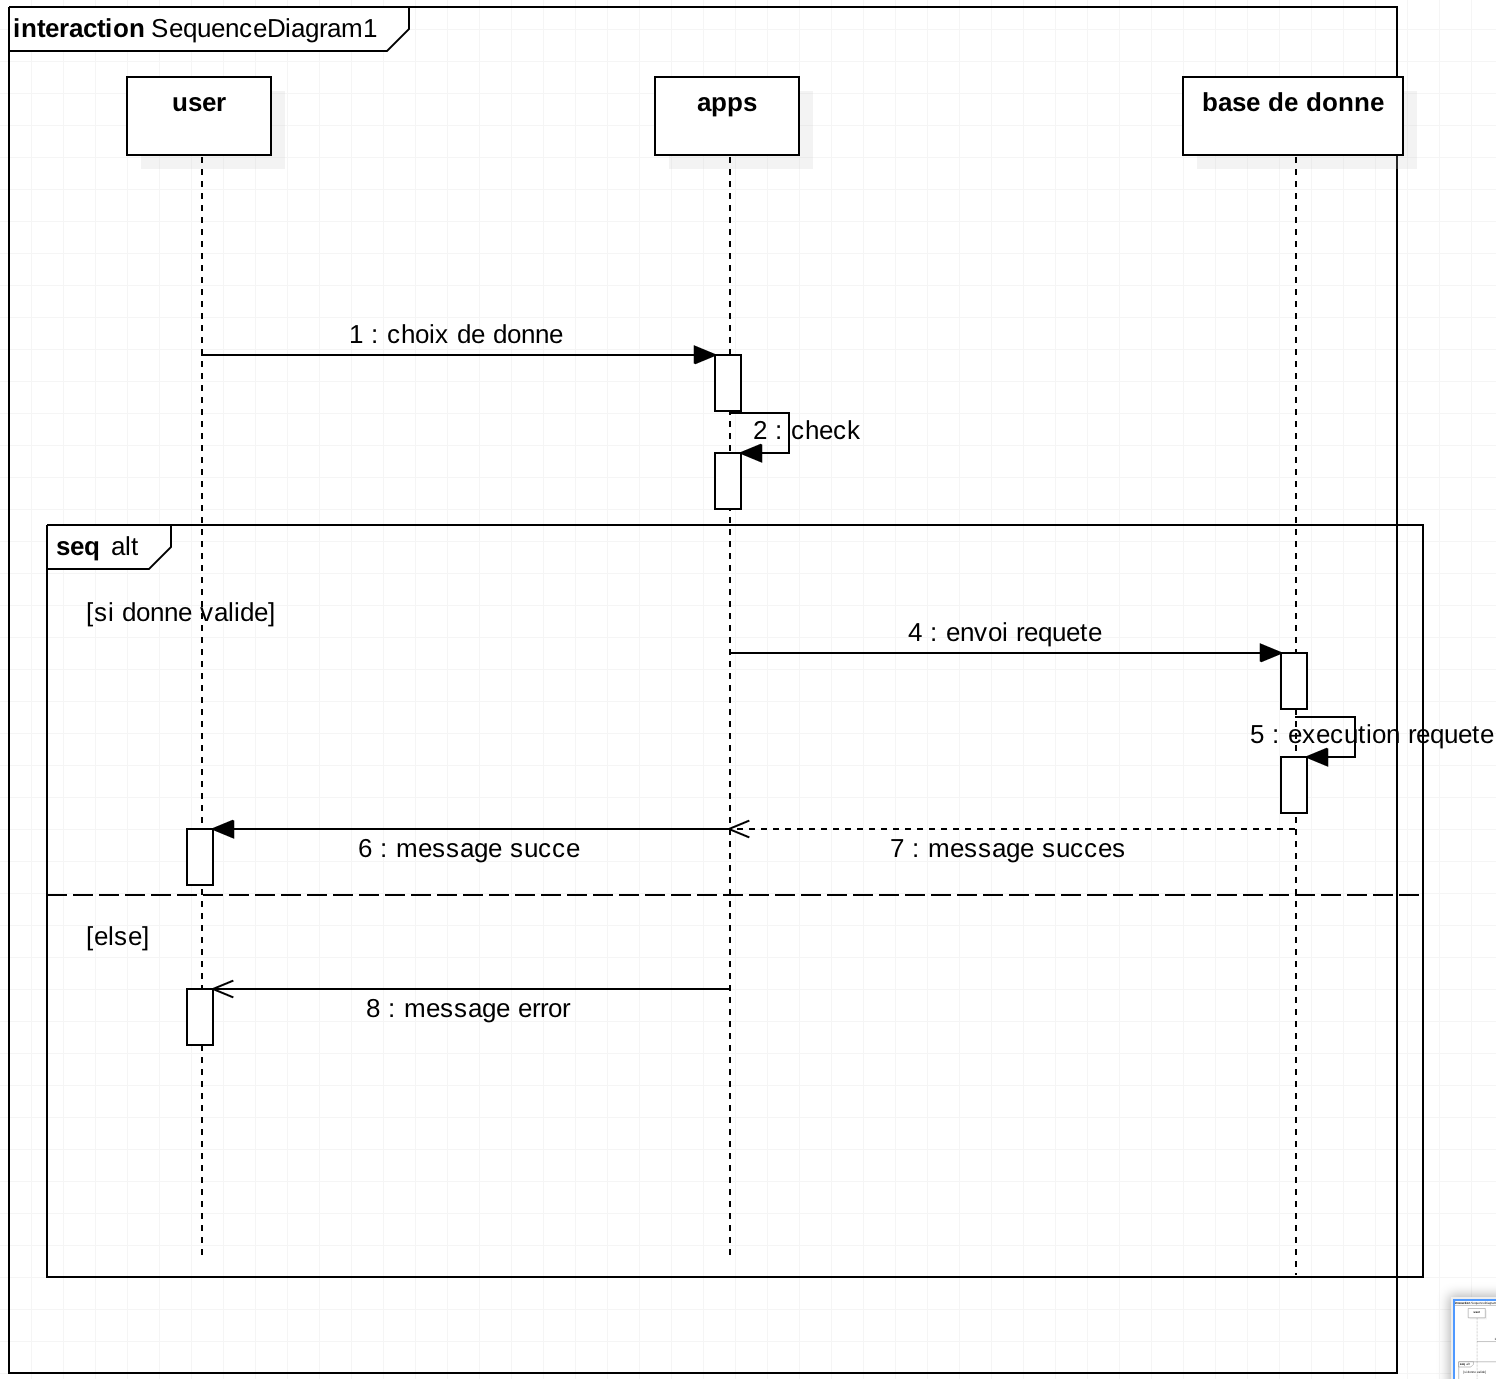 interaction SequenceDiagram1
user
apps
base de donne
1 : choix de donne
2 : check
seq alt
[si donne valide]
4 : envoi requete
5 : execution requete
6 : message succe
7 : message succes
[else]
8 : message error